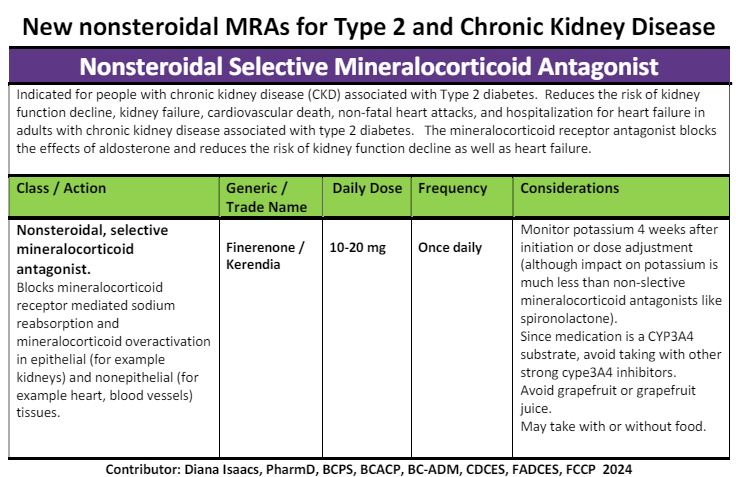 New nonsteroidal MRAs for Type 2 and Chronic Kidney Disease
Nonsteroidal Selective Mineralocorticoid Antagonist
Indicated for people with chronic kidney disease (CKD) associated with Type 2 diabetes. Reduces the risk of kidney
function decline, kidney failure, cardiovascular death, non-fatal heart attacks, and hospitalization for heart failure in
adults with chronic kidney disease associated with type 2 diabetes. The mineralocorticoid receptor antagonist blocks
the effects of aldosterone and reduces the risk of kidney function decline as well as heart failure.
Class / Action
Generic /
Trade Name
Daily Dose
Frequency
Considerations
Nonsteroidal, selective
mineralocorticoid
antagonist.
Blocks mineralocorticoid
receptor mediated sodium
reabsorption and
mineralocorticoid overactivation
in epithelial (for example
kidneys) and nonepithelial (for
example heart, blood vessels)
tissues.
Finerenone /
Kerendia
10-20 mg
Once daily
Monitor potassium 4 weeks after
initiation or dose adjustment
(although impact on potassium is
much less than non-slective
mineralocorticoid antagonists like
spironolactone).
Since medication is a CYP3A4
substrate, avoid taking with other
strong cype3A4 inhibitors.
Avoid grapefruit or grapefruit
juice.
May take with or without food.
Contributor: Diana Isaacs, PharmD, BCPS, BCACP, BC-ADM, CDCES, FADCES, FCCP 2024